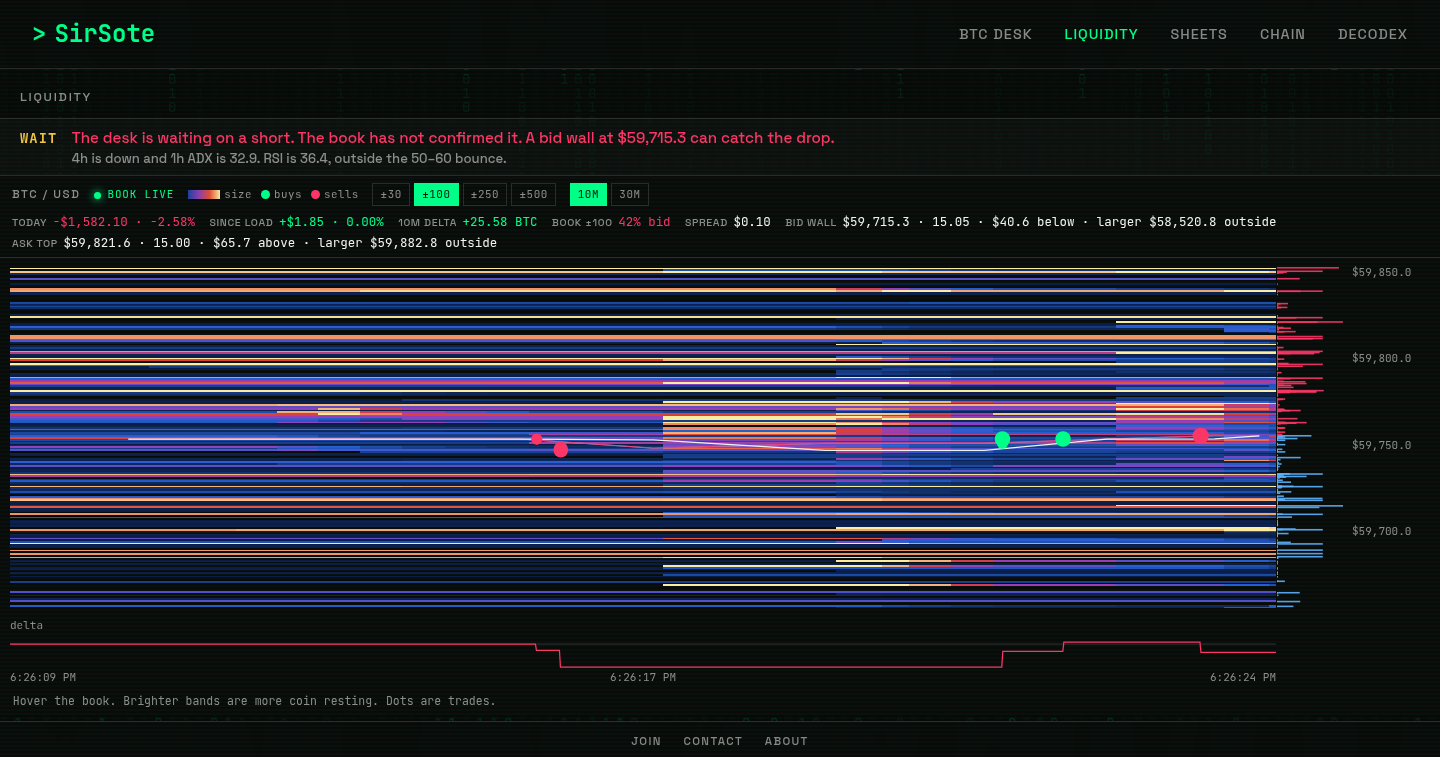 > SirSote
BTC DESK LIQUIDITY SHEETS CHAIN DECODEX
LIQUIDITY
WAIT The desk is waiting on a short. The book has not confirmed it. A bid wall at $59,715.3 can catch the drop.
4h is down and 1h ADX is 32.9. RSI is 36.4, outside the 50–60 bounce.
BTC / USD BOOK LIVE size buys sells ±30 ±100 ±250 ±500 10M 30M
TODAY -$1,582.10 · -2.58% SINCE LOAD +$1.85 · 0.00% 10M DELTA +25.58 BTC BOOK ±100 42% bid SPREAD $0.10 BID WALL $59,715.3 · 15.05 · $40.6 below · larger $58,520.8 outside
ASK TOP $59,821.6 · 15.00 · $65.7 above · larger $59,882.8 outside
$59,850.0
$59,800.0
$59,750.0
$59,700.0
delta
6:26:09 PM 6:26:17 PM 6:26:24 PM
Hover the book. Brighter bands are more coin resting. Dots are trades.
JOIN CONTACT ABOUT